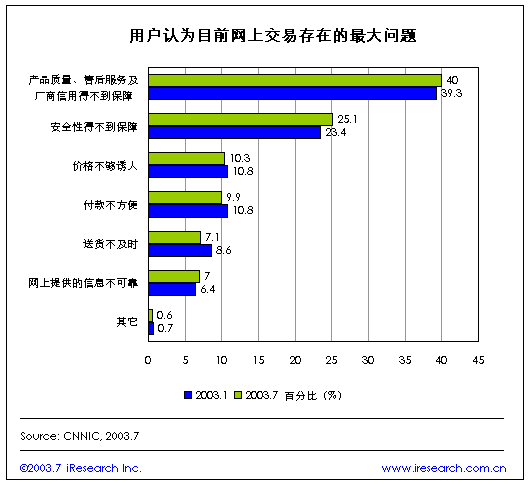 用户认为目前网上交易存在的最大问题
产品质量、售后服务及
厂商信用得不到保障
40
39.3
安全性得不到保障
25.1
23.4
价格不够诱人
10.3
10.8
付款不方便
9.9
10.8
送货不及时
7.1
8.6
网上提供的信息不可靠
7
6.4
其它
0.6
0.7
0 5 10 15 20 25 30 35 40 45
2003.1 2003.7 百分比（%）
Source: CNNIC, 2003.7
©2003.7 iResearch Inc. www.iresearch.com.cn